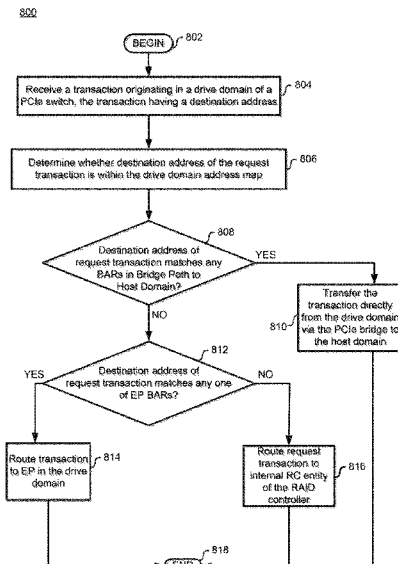 800
BEGIN
802
Receive a transaction originating in a drive domain of a
PCIe switch, the transaction having a destination address
804
Determine whether destination address of the request
transaction is within the drive domain address map
806
808
Destination address of
request transaction matches any
BARs in Bridge Path to
Host Domain?
YES
NO
Transfer the
transaction directly
from the drive domain
via the PCIe bridge to
the host domain
810
812
Destination address of
request transaction matches any one
of EP BARs?
YES
NO
Route transaction
to EP in the drive
domain
814
Route request
transaction to
internal RC entity
of the RAID
controller
816
818
END